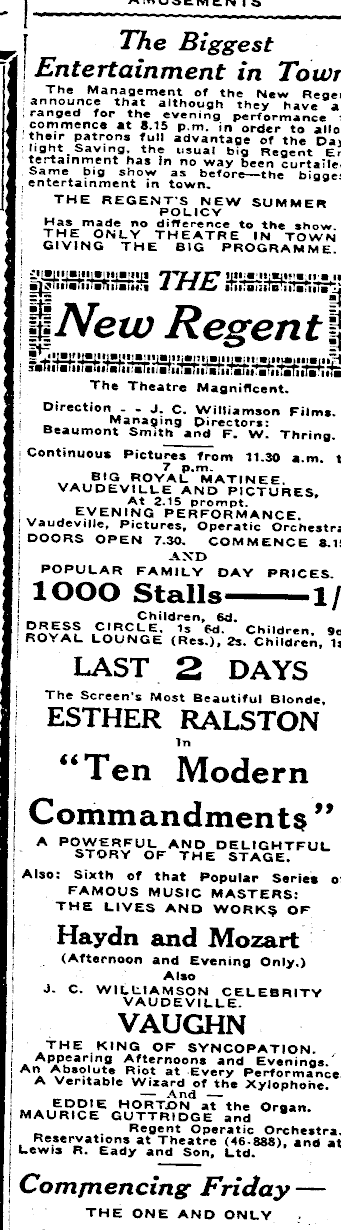 AMUSEMENTS
The Biggest
Entertainment in Town
The Management of the New Rege
announce that although they have a
ranged for the evening performance
commence at 8.15 p.m. in order to allo
their patrons full advantage of the Day
light Saving, the usual big Regent En
tertainment has in no way been curtaile
Same big show as before—the bigges
entertainment in town.
THE REGENT'S NEW SUMMER
POLICY
Has made no difference to the show.
THE ONLY THEATRE IN TOWN
GIVING THE BIG PROGRAMME.
THE
New Regent
The Theatre Magnificent.
Direction - - J. C. Williamson Films.
Managing Directors:
Beaumont Smith and F. W. Thring.
Continuous Pictures from 11.30 a.m. t
7 p.m.
BIG ROYAL MATINEE.
VAUDEVILLE AND PICTURES,
At 2.15 prompt.
EVENING PERFORMANCE.
Vaudeville, Pictures, Operatic Orchestra
DOORS OPEN 7.30. COMMENCE 8.15
AND
POPULAR FAMILY DAY PRICES.
1000 Stalls——1/
Children, 6d.
DRESS CIRCLE, 1s 6d. Children, 9d
ROYAL LOUNGE (Res.), 2s. Children, 1s
LAST 2 DAYS
The Screen's Most Beautiful Blonde,
ESTHER RALSTON
In
"Ten Modern
Commandments"
A POWERFUL AND DELIGHTFUL
STORY OF THE STAGE.
Also: Sixth of that Popular Series o
FAMOUS MUSIC MASTERS:
THE LIVES AND WORKS OF
Haydn and Mozart
(Afternoon and Evening Only.)
Also
J. C. WILLIAMSON CELEBRITY
VAUDEVILLE.
VAUGHN
THE KING OF SYNCOPATION.
Appearing Afternoons and Evenings.
An Absolute Riot at Every Performance
A Veritable Wizard of the Xylophone.
— And —
EDDIE HORTON at the Organ.
MAURICE GUTTRIDGE and
Regent Operatic Orchestra.
Reservations at Theatre (46-888), and at
Lewis R. Eady and Son, Ltd.
Commencing Friday—
THE ONE AND ONLY